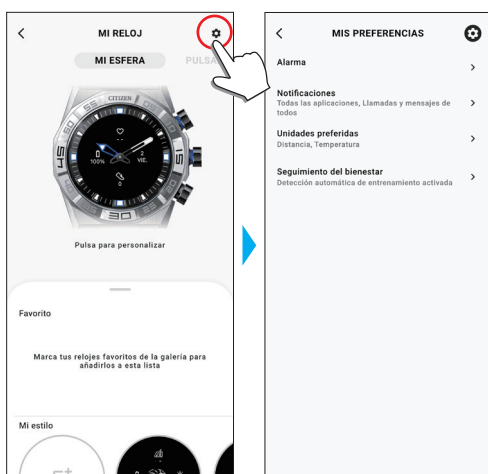 MI RELOJ
MI ESFERA
PULSA
CITIZEN
100%
2
VIE.
0
Pulsa para personalizar
Favorito
Marca tus relojes favoritos de la galería para
añadirlos a esta lista
Mi estilo
MIS PREFERENCIAS
Alarma
Notificaciones
Todas las aplicaciones, Llamadas y mensajes de
todos
Unidades preferidas
Distancia, Temperatura
Seguimiento del bienestar
Detección automática de entrenamiento activada